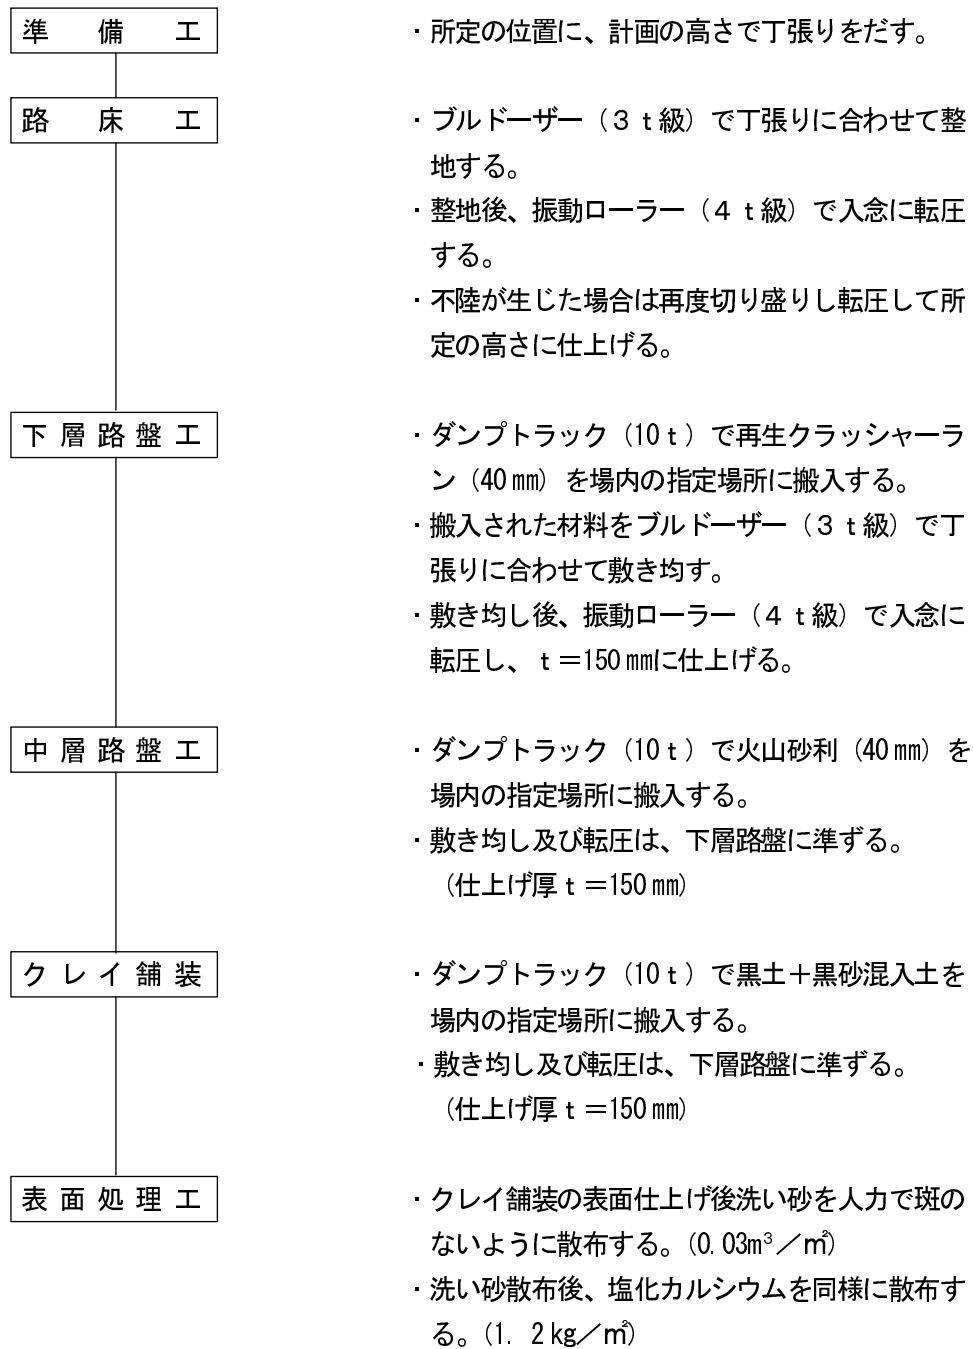 準備工
・所定の位置に、計画の高さで丁張りをだす。
路床工
・ブルドーザー（３ｔ級）で丁張りに合わせて整
地する。
・整地後、振動ローラー（４ｔ級）で入念に転圧
する。
・不陸が生じた場合は再度切り盛りし転圧して所
定の高さに仕上げる。
下層路盤工
・ダンプトラック（10ｔ）で再生クラッシャーラ
ン（40㎜）を場内の指定場所に搬入する。
・搬入された材料をブルドーザー（３ｔ級）で丁
張りに合わせて敷き均す。
・敷き均し後、振動ローラー（４ｔ級）で入念に
転圧し、ｔ＝150㎜に仕上げる。
中層路盤工
・ダンプトラック（10ｔ）で火山砂利（40㎜）を
場内の指定場所に搬入する。
・敷き均し及び転圧は、下層路盤に準ずる。
（仕上げ厚ｔ＝150㎜）
クレイ舗装
・ダンプトラック（10ｔ）で黒土＋黒砂混入土を
場内の指定場所に搬入する。
・敷き均し及び転圧は、下層路盤に準ずる。
（仕上げ厚ｔ＝150㎜）
表面処理工
・クレイ舗装の表面仕上げ後洗い砂を人力で斑の
ないように散布する。（0.03m³／㎡）
・洗い砂散布後、塩化カルシウムを同様に散布す
る。（1．2㎏／㎡）